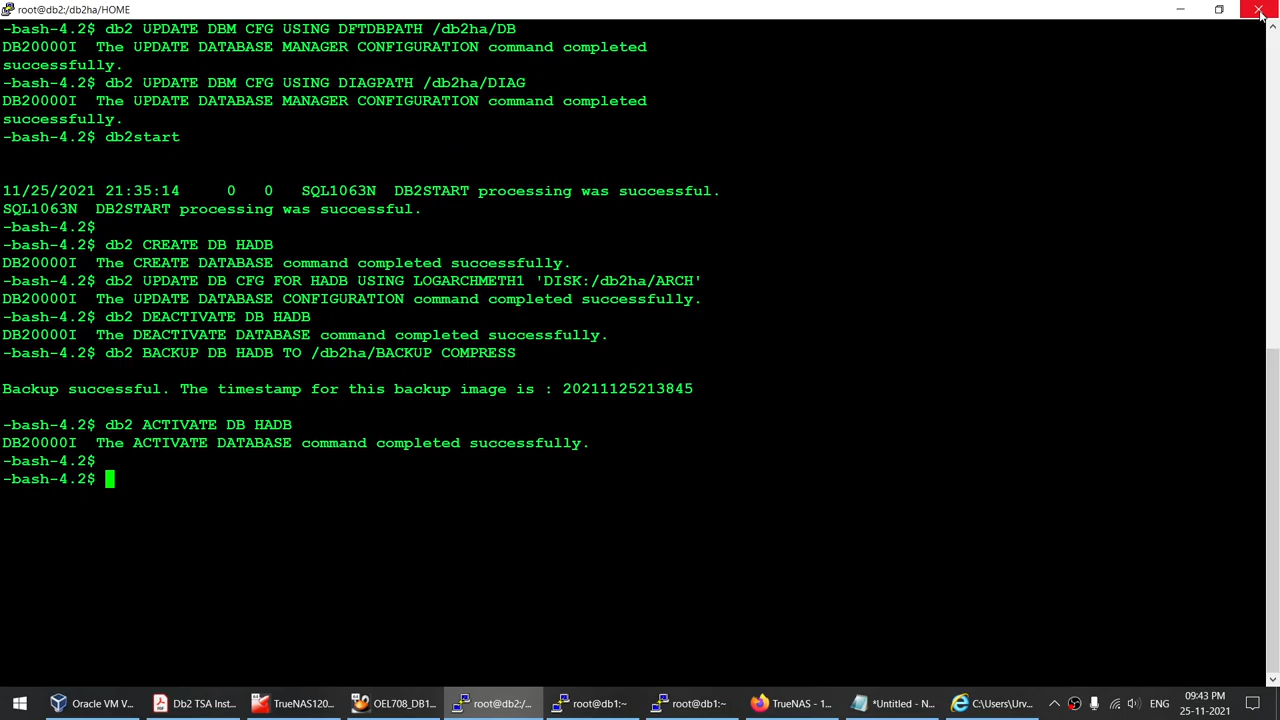 root@db2:/db2ha/HOME
-bash-4.2$ db2 UPDATE DBM CFG USING DFTDBPATH /db2ha/DB
DB20000I  The UPDATE DATABASE MANAGER CONFIGURATION command completed
successfully.
-bash-4.2$ db2 UPDATE DBM CFG USING DIAGPATH /db2ha/DIAG
DB20000I  The UPDATE DATABASE MANAGER CONFIGURATION command completed
successfully.
-bash-4.2$ db2start
11/25/2021 21:35:14     0   0   SQL1063N  DB2START processing was successful.
SQL1063N  DB2START processing was successful.
-bash-4.2$
-bash-4.2$ db2 CREATE DB HADB
DB20000I  The CREATE DATABASE command completed successfully.
-bash-4.2$ db2 UPDATE DB CFG FOR HADB USING LOGARCHMETH1 'DISK:/db2ha/ARCH'
DB20000I  The UPDATE DATABASE CONFIGURATION command completed successfully.
-bash-4.2$ db2 DEACTIVATE DB HADB
DB20000I  The DEACTIVATE DATABASE command completed successfully.
-bash-4.2$ db2 BACKUP DB HADB TO /db2ha/BACKUP COMPRESS
Backup successful. The timestamp for this backup image is : 20211125213845
-bash-4.2$ db2 ACTIVATE DB HADB
DB20000I  The ACTIVATE DATABASE command completed successfully.
-bash-4.2$
-bash-4.2$
Oracle VM V... Db2 TSA Inst... TrueNAS120... OEL708_DB1... root@db2:/... root@db1:~ root@db1:~ TrueNAS - 1... *Untitled - N... C:\Users\Urv... ENG 09:43 PM
25-11-2021